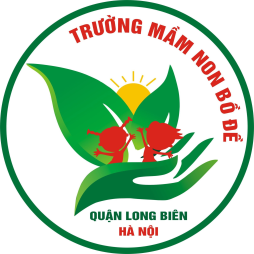 TRƯỜNG MẦM NON BỒ ĐỀ
QUẬN LONG BIÊN
HÀ NỘI